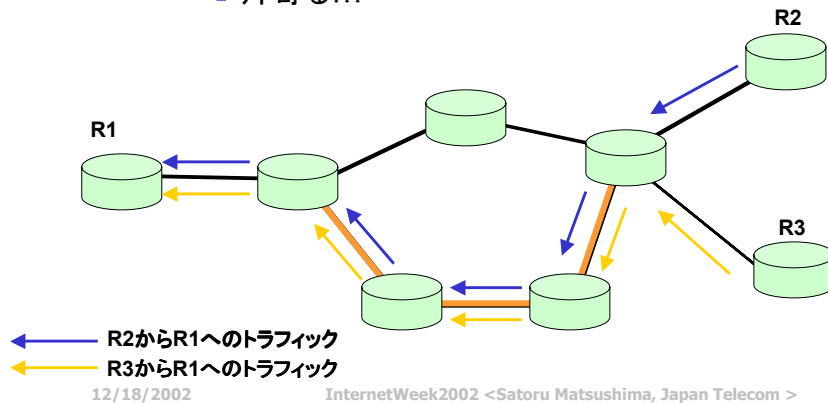 R2
R1
R3
R2からR1へのトラフィック
R3からR1へのトラフィック
12/18/2002
InternetWeek2002 <Satoru Matsushima, Japan Telecom >